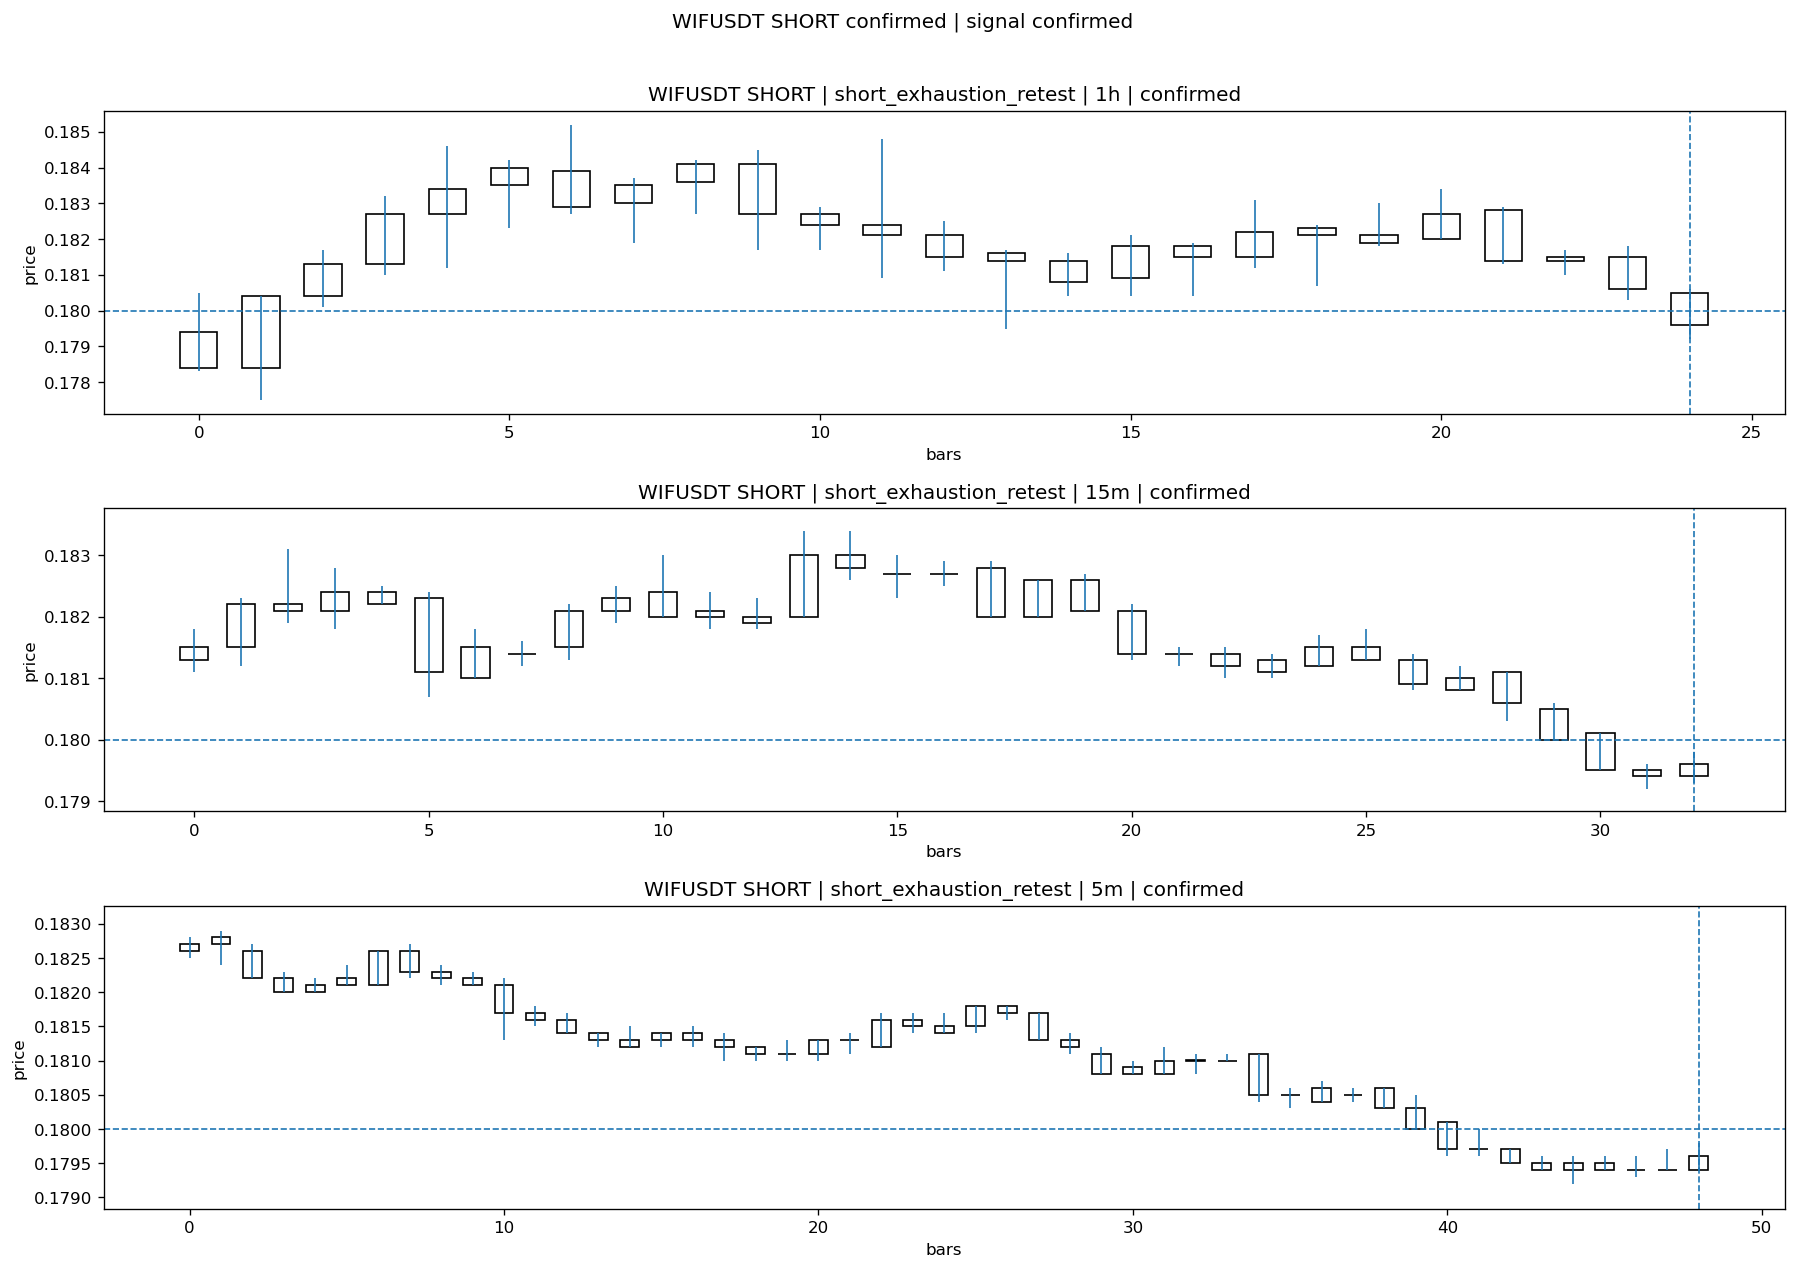 WIFUSDT SHORT confirmed | signal confirmed
WIFUSDT SHORT | short_exhaustion_retest | 1h | confirmed
price
0.185
0.184
0.183
0.182
0.181
0.180
0.179
0.178
0 5 10 15 20 25
bars
WIFUSDT SHORT | short_exhaustion_retest | 15m | confirmed
price
0.183
0.182
0.181
0.180
0.179
0 5 10 15 20 25 30
bars
WIFUSDT SHORT | short_exhaustion_retest | 5m | confirmed
price
0.1830
0.1825
0.1820
0.1815
0.1810
0.1805
0.1800
0.1795
0.1790
0 10 20 30 40 50
bars